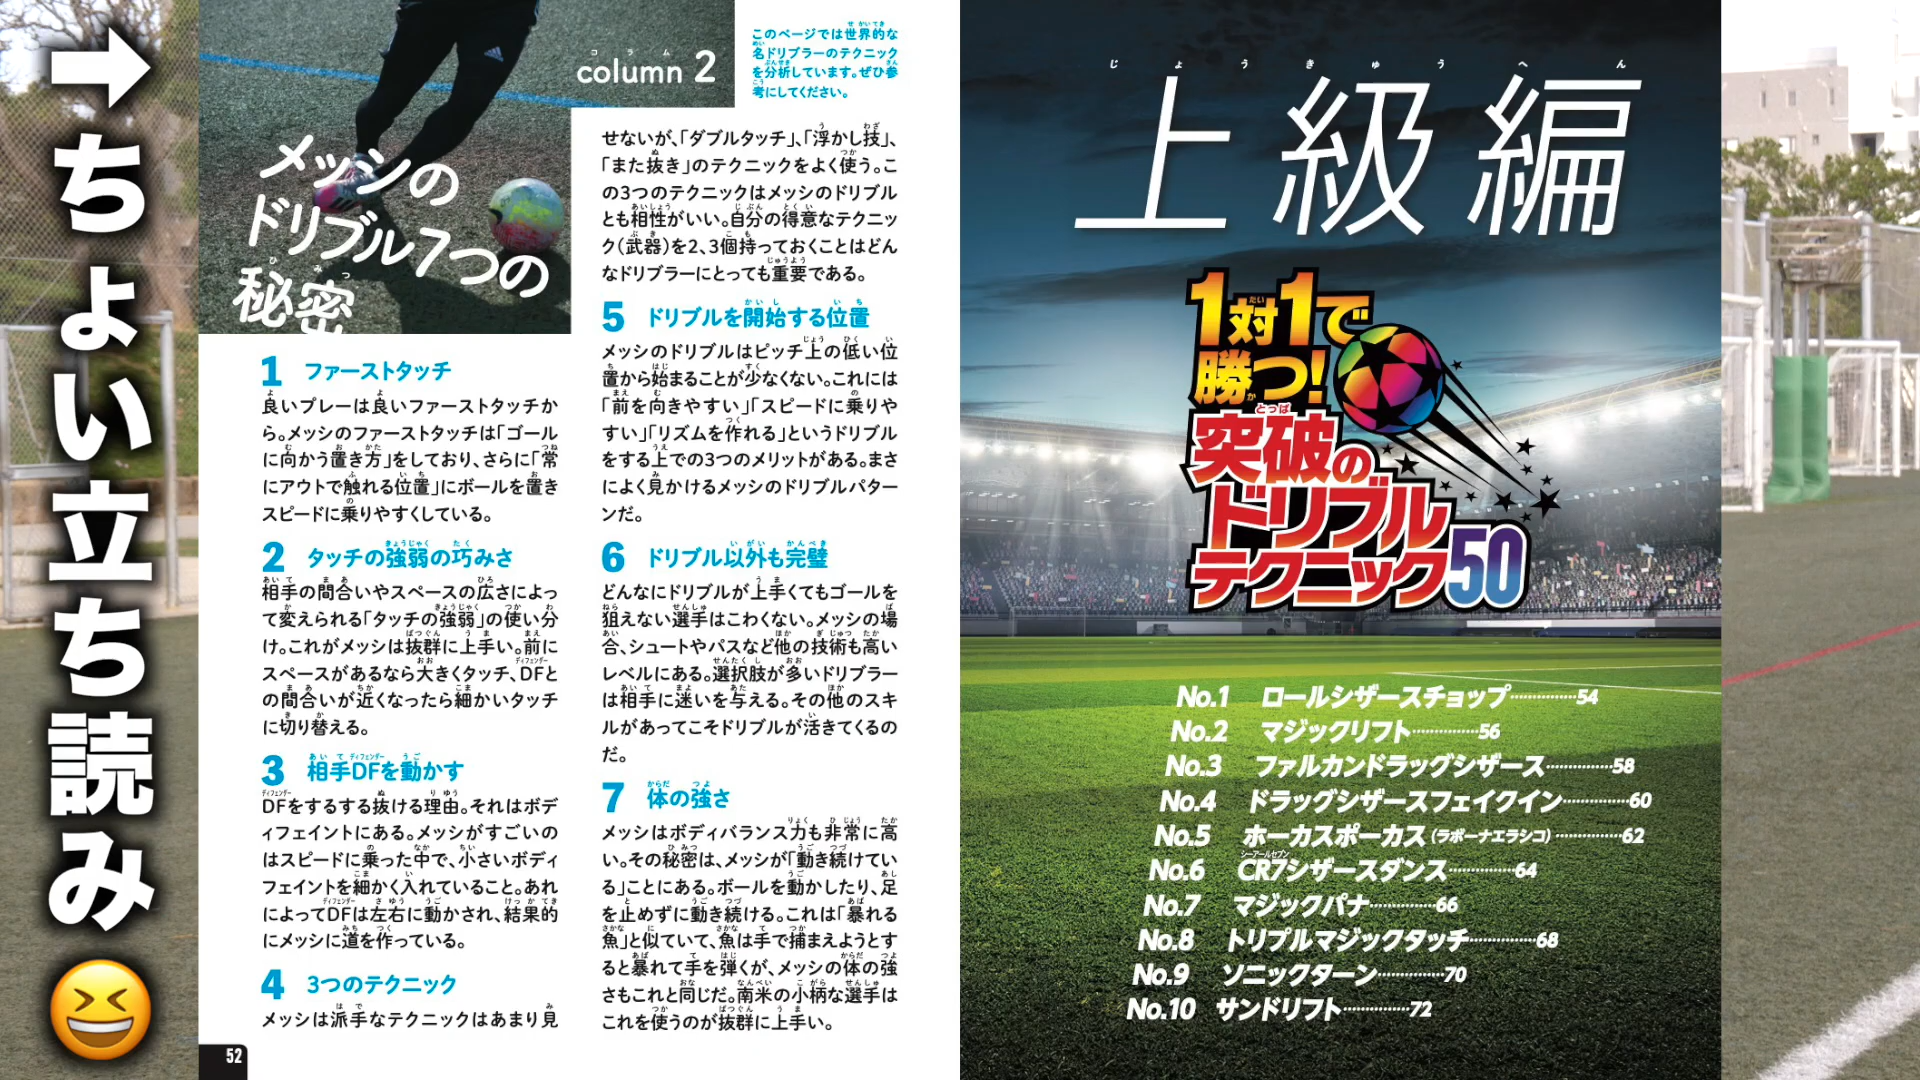 →ちょい立ち読み
コラム
column 2
このページでは世界的な
名ドリブラーのテクニック
を分析しています。ぜひ参
考にしてください。
メッシの
ドリブル7つの
秘密
1 ファーストタッチ
良いプレーは良いファーストタッチか
ら。メッシのファーストタッチは「ゴール
に向かう置き方」をしており、さらに「常
にアウトで触れる位置」にボールを置き
スピードに乗りやすくしている。
2 タッチの強弱の巧みさ
相手の間合いやスペースの広さによっ
て変えられる「タッチの強弱」の使い分
け。これがメッシは抜群に上手い。前に
スペースがあるなら大きくタッチ、DFと
の間合いが近くなったら細かいタッチ
に切り替える。
3 相手DFを動かす
DFをするする抜ける理由。それはボデ
ィフェイントにある。メッシがすごいの
はスピードに乗った中で、小さいボディ
フェイントを細かく入れていること。あれ
によってDFは左右に動かされ、結果的
にメッシに道を作っている。
4 3つのテクニック
メッシは派手なテクニックはあまり見
せないが、「ダブルタッチ」、「浮かし技」、
「また抜き」のテクニックをよく使う。こ
の3つのテクニックはメッシのドリブル
とも相性がいい。自分の得意なテクニッ
ク（武器）を2、3個持っておくことはどん
なドリブラーにとっても重要である。
5 ドリブルを開始する位置
メッシのドリブルはピッチ上の低い位
置から始まることが少なくない。これには
「前を向きやすい」「スピードに乗りや
すい」「リズムを作れる」というドリブル
をする上での3つのメリットがある。まさ
によく見かけるメッシのドリブルパター
ンだ。
6 ドリブル以外も完璧
どんなにドリブルが上手くてもゴールを
狙えない選手はこわくない。メッシの場
合、シュートやパスなど他の技術も高い
レベルにある。選択肢が多いドリブラー
は相手に迷いを与える。その他のスキ
ルがあってこそドリブルが活きてくるの
だ。
7 体の強さ
メッシはボディバランス力も非常に高
い。その秘密は、メッシが「動き続けてい
る」ことにある。ボールを動かしたり、足
を止めずに動き続ける。これは「暴れる
魚」と似ていて、魚は手で捕まえようとす
ると暴れて手を弾くが、メッシの体の強
さもこれと同じだ。南米の小柄な選手は
これを使うのが抜群に上手い。
52
じょうきゅうへん
上級編
1対1で
勝つ!
突破の
ドリブル
テクニック50
No.1 ロールシザースチョップ…………54
No.2 マジックリフト…………56
No.3 ファルカンドラッグシザース…………58
No.4 ドラッグシザースフェイクイン…………60
No.5 ホーカスポーカス（ラボーナエラシコ）…………62
No.6 CR7シザースダンス…………64
No.7 マジックパナ…………66
No.8 トリプルマジックタッチ…………68
No.9 ソニックターン…………70
No.10 サンドリフト…………72